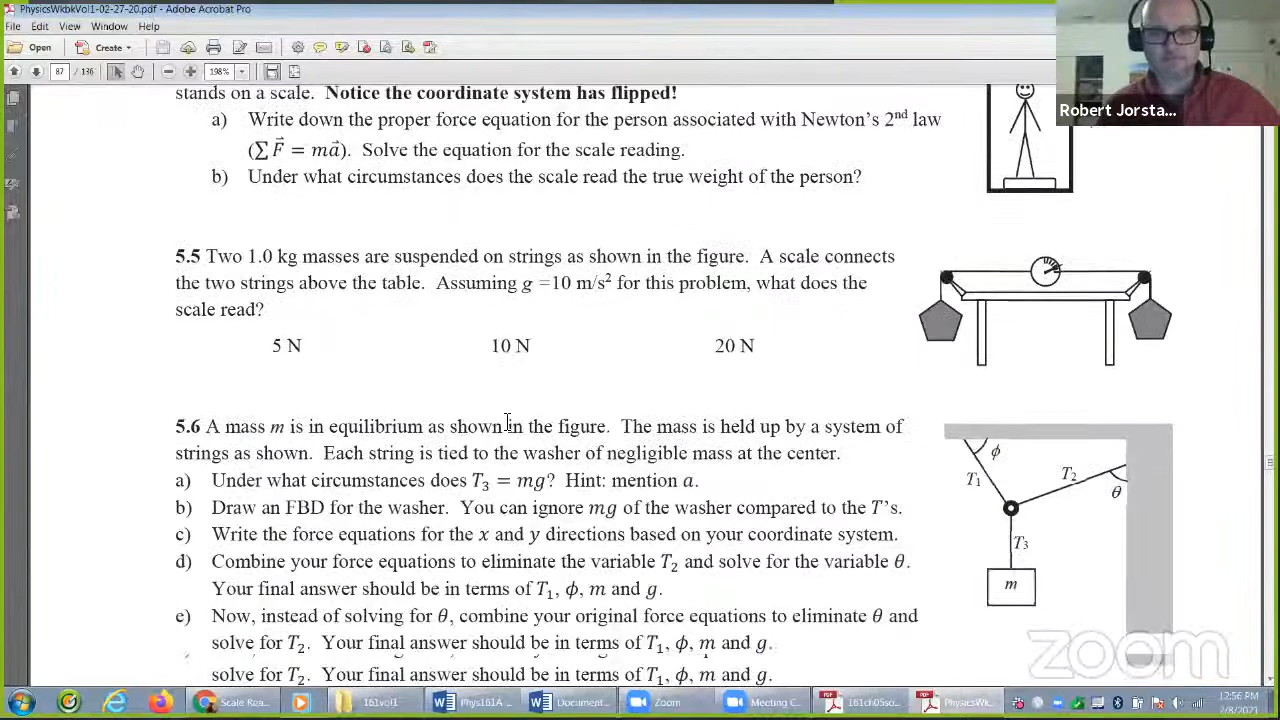 PhysicsWkbkVol1-02-27-20.pdf - Adobe Acrobat Pro
File Edit View Window Help
Open Create
87 / 136 198%
Robert Jorsta...
stands on a scale. Notice the coordinate system has flipped!
a) Write down the proper force equation for the person associated with Newton's 2nd law
(∑ F⃗ = ma⃗). Solve the equation for the scale reading.
b) Under what circumstances does the scale read the true weight of the person?
5.5 Two 1.0 kg masses are suspended on strings as shown in the figure. A scale connects
the two strings above the table. Assuming g =10 m/s² for this problem, what does the
scale read?
5 N 10 N 20 N
5.6 A mass m is in equilibrium as shown in the figure. The mass is held up by a system of
strings as shown. Each string is tied to the washer of negligible mass at the center.
a) Under what circumstances does T₃ = mg? Hint: mention a.
b) Draw an FBD for the washer. You can ignore mg of the washer compared to the T's.
c) Write the force equations for the x and y directions based on your coordinate system.
d) Combine your force equations to eliminate the variable T₂ and solve for the variable θ.
Your final answer should be in terms of T₁, ϕ, m and g.
e) Now, instead of solving for θ, combine your original force equations to eliminate θ and
solve for T₂. Your final answer should be in terms of T₁, ϕ, m and g.
solve for T₂. Your final answer should be in terms of T₁, ϕ, m and g.
ϕ
T₁
T₂
θ
T₃
m
zoom
Scale Rea...
161vol1
Phys161A ...
Document...
Zoom
Meeting C...
161ch05so...
PhysicsWk...
12:56 PM
2/8/2021